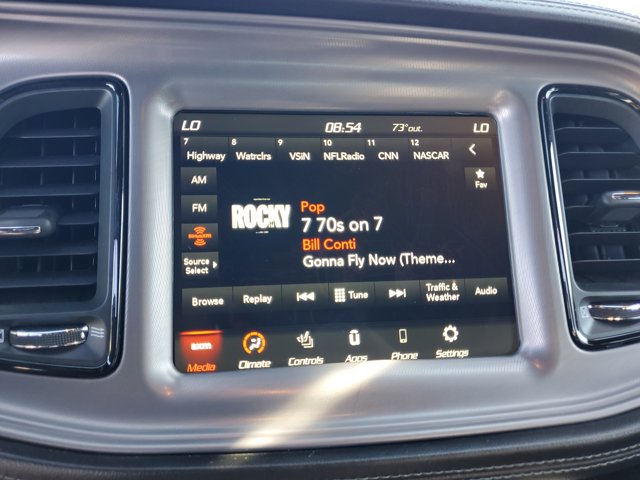 LO 08:54 73°out. LO
7 8 9 10 11 12
Highway Watrclrs VSIN NFLRadio CNN NASCAR
AM
Fav
FM
ROCKY
Pop
7 70s on 7
Bill Conti
Gonna Fly Now (Theme...
SiriusXM
Source
Select
Browse Replay Tune Traffic & Audio
Weather
Media Climate Controls Apps Phone Settings